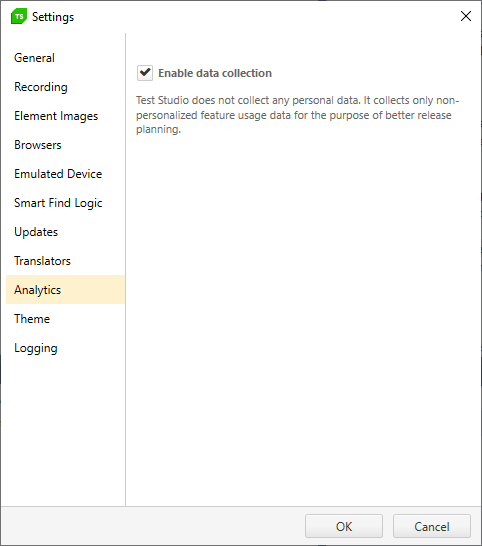 TS Settings
General
Recording
Element Images
Browsers
Emulated Device
Smart Find Logic
Updates
Translators
Analytics
Theme
Logging
Enable data collection
Test Studio does not collect any personal data. It collects only non-
personalized feature usage data for the purpose of better release
planning.
OK Cancel